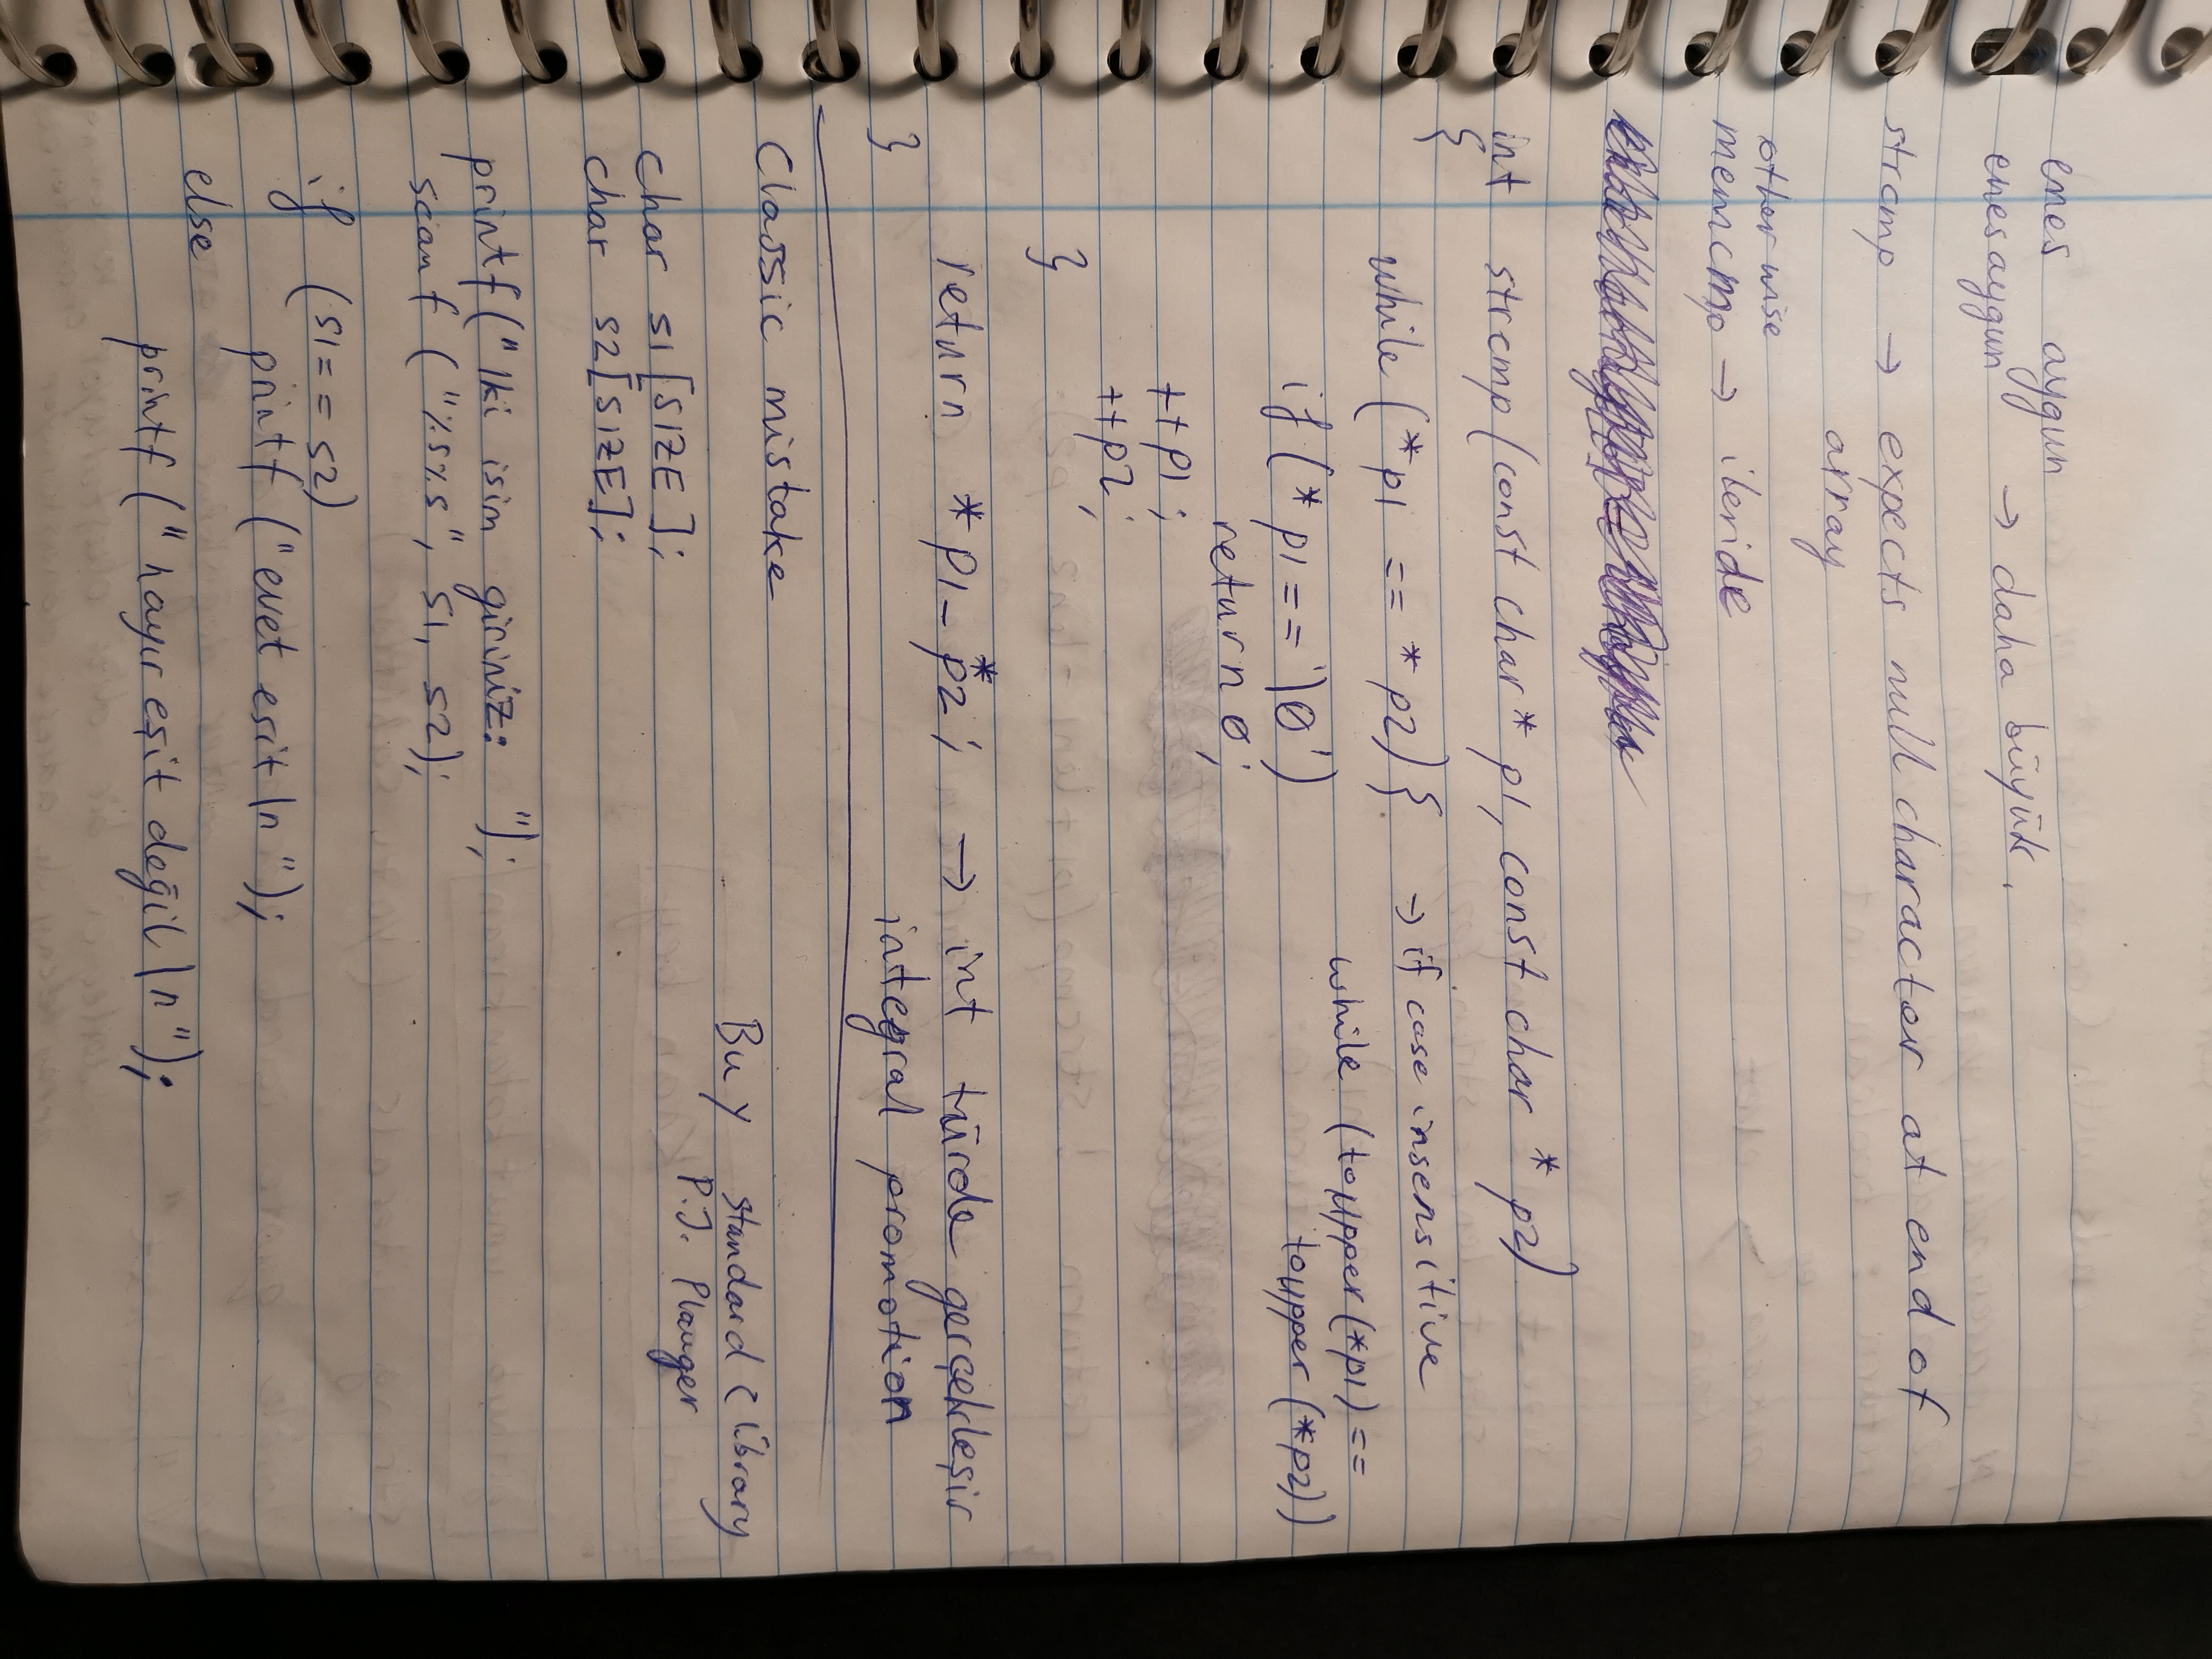 enes aygun
enesaygun → daha büyük.
strcmp → expects null character at end of
array
other wise
memcmp → ileride
int strcmp(const char* p1, const char * p2)
{
while (*p1 == *p2) { → if case insensitive
while (toupper(*p1) ==
toupper (*p2))
if (*p1 == '\0')
return 0;
++p1;
++p2;
}
return *p1 - *p2; → int türde gerçekleşir
integral promotion
}
Classic mistake
Buy standard C library
P.J. Plauger
char s1[SIZE];
char s2[SIZE];
printf("Iki isim giriniz: ");
scanf ("%s%s", s1, s2);
if (s1 == s2)
printf ("evet esit \n");
else
printf ("hayır eşit değil \n");